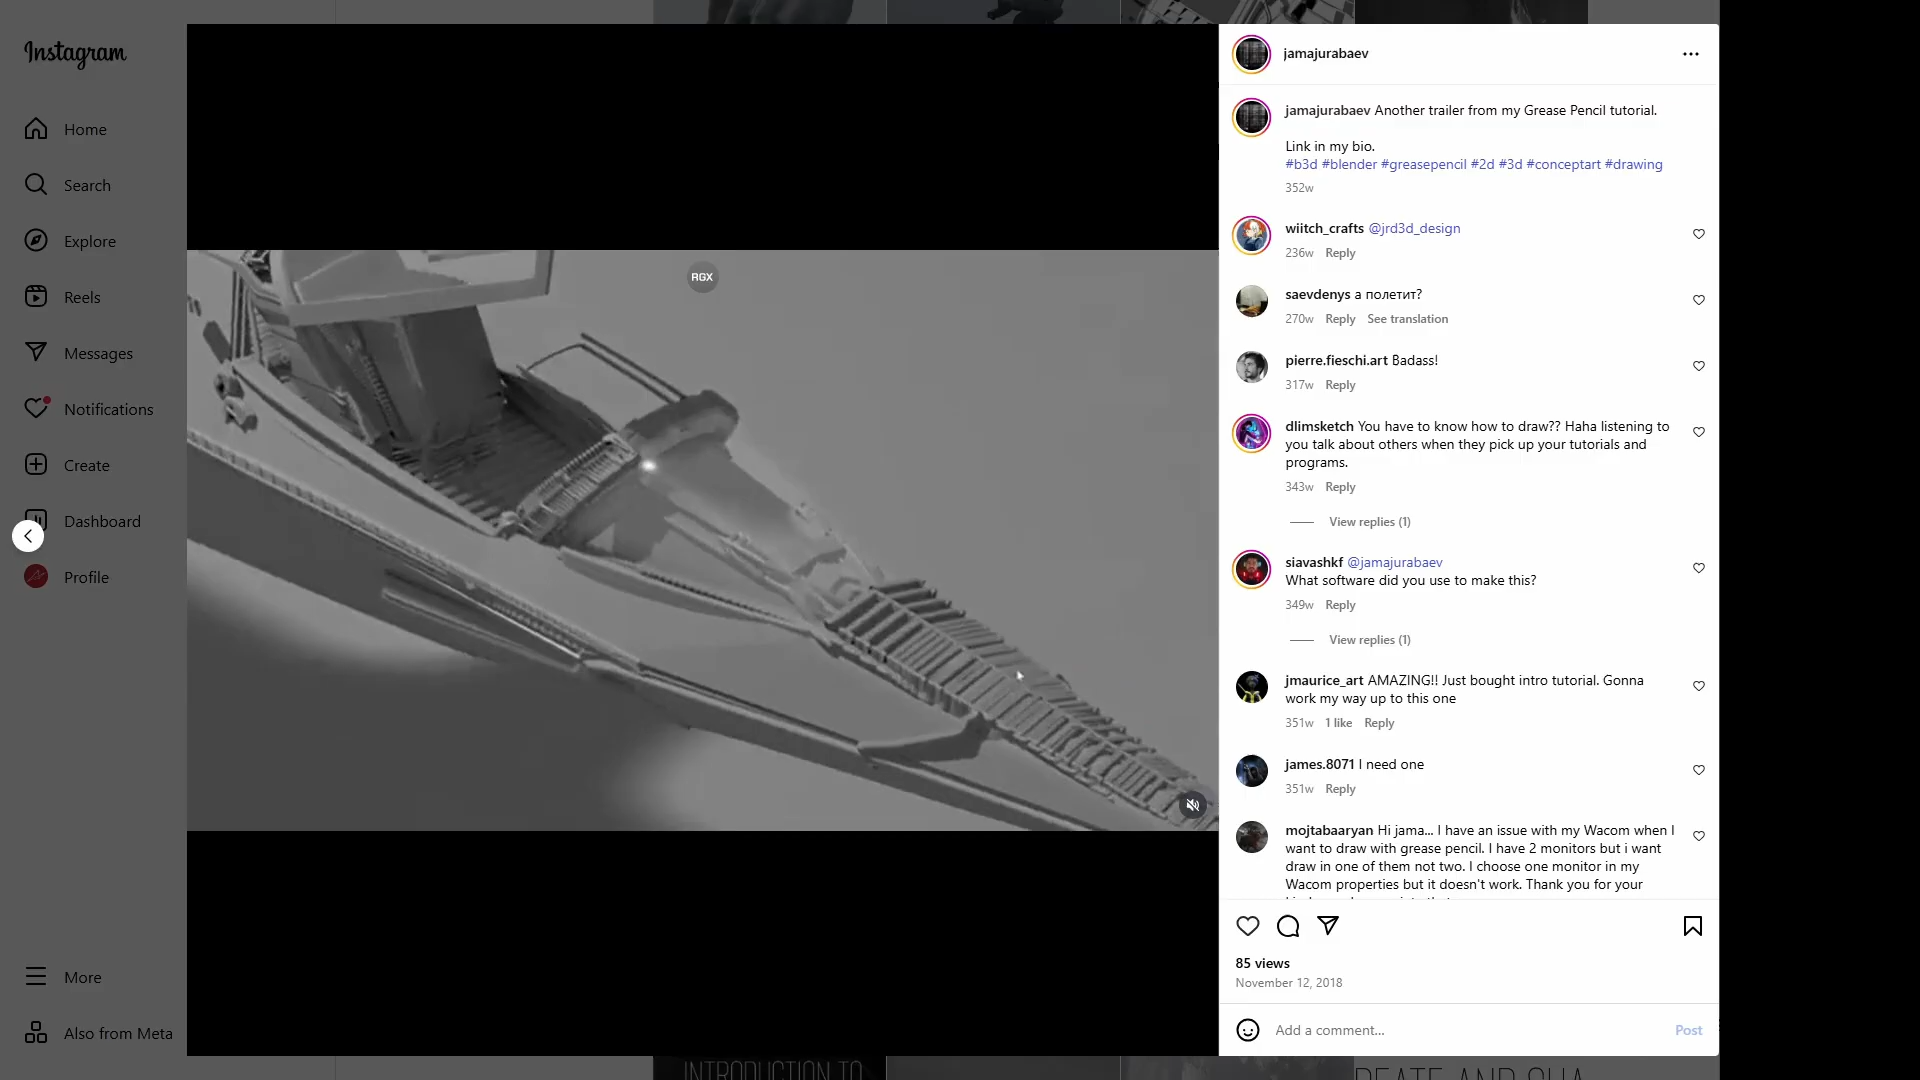 Instagram
Home
Search
Explore
Reels
Messages
Notifications
Create
Dashboard
Profile
More
Also from Meta
RGX
jamajurabaev
jamajurabaev Another trailer from my Grease Pencil tutorial.
Link in my bio.
#b3d #blender #greasepencil #2d #3d #conceptart #drawing
352w
wiitch_crafts @jrd3d_design
236w Reply
saevdenys а полетит?
270w Reply See translation
pierre.fieschi.art Badass!
317w Reply
dlimsketch You have to know how to draw?? Haha listening to
you talk about others when they pick up your tutorials and
programs.
343w Reply
View replies (1)
siavashkf @jamajurabaev
What software did you use to make this?
349w Reply
View replies (1)
jmaurice_art AMAZING!! Just bought intro tutorial. Gonna
work my way up to this one
351w 1 like Reply
james.8071 I need one
351w Reply
mojtabaaryan Hi jama... I have an issue with my Wacom when I
want to draw with grease pencil. I have 2 monitors but i want
draw in one of them not two. I choose one monitor in my
Wacom properties but it doesn't work. Thank you for your
85 views
November 12, 2018
Add a comment...
Post
INTRODUCTION TO